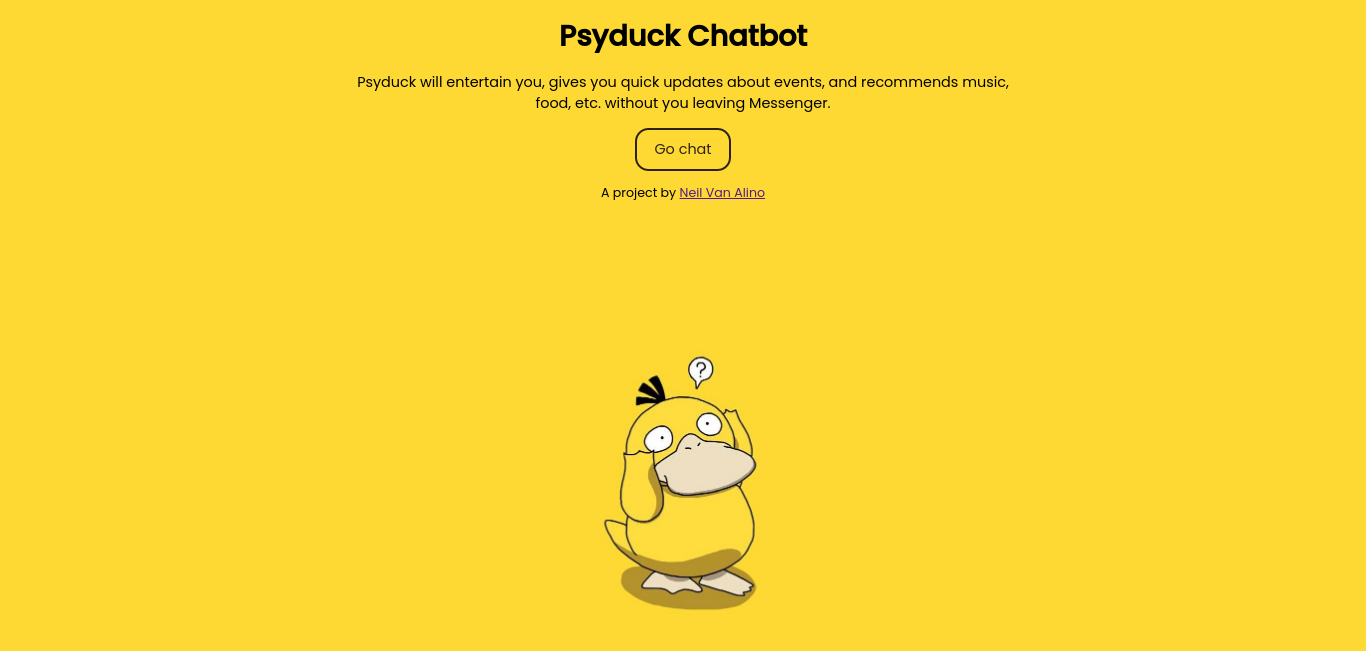 Psyduck Chatbot
Psyduck will entertain you, gives you quick updates about events, and recommends music,
food, etc. without you leaving Messenger.
Go chat
A project by Neil Van Alino
?